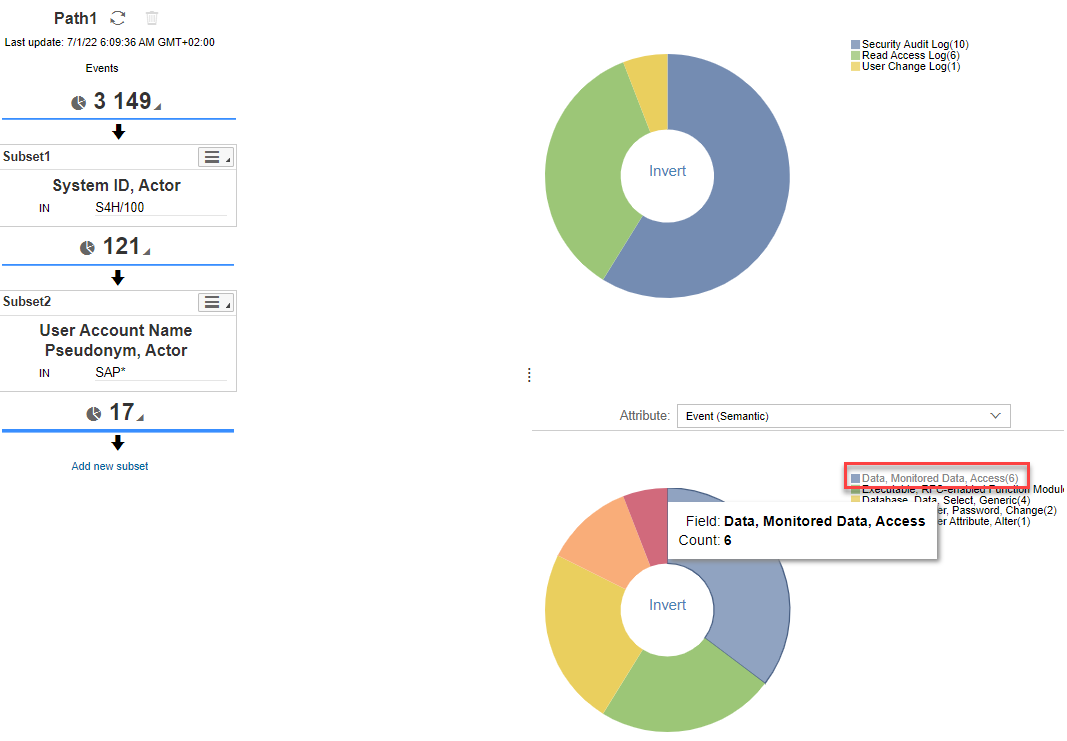 Path1
Last update: 7/1/22 6:09:36 AM GMT+02:00
Events
3 149
Subset1
System ID, Actor
IN S4H/100
121
Subset2
User Account Name
Pseudonym, Actor
IN SAP*
17
Add new subset
Security Audit Log(10)
Read Access Log(6)
User Change Log(1)
Invert
Attribute: Event (Semantic)
Data, Monitored Data, Access(6)
Executable, RFC-enabled Function Module
Database, Data, Select, Generic(4)
er, Password, Change(2)
er Attribute, Alter(1)
Field: Data, Monitored Data, Access
Count: 6
Invert